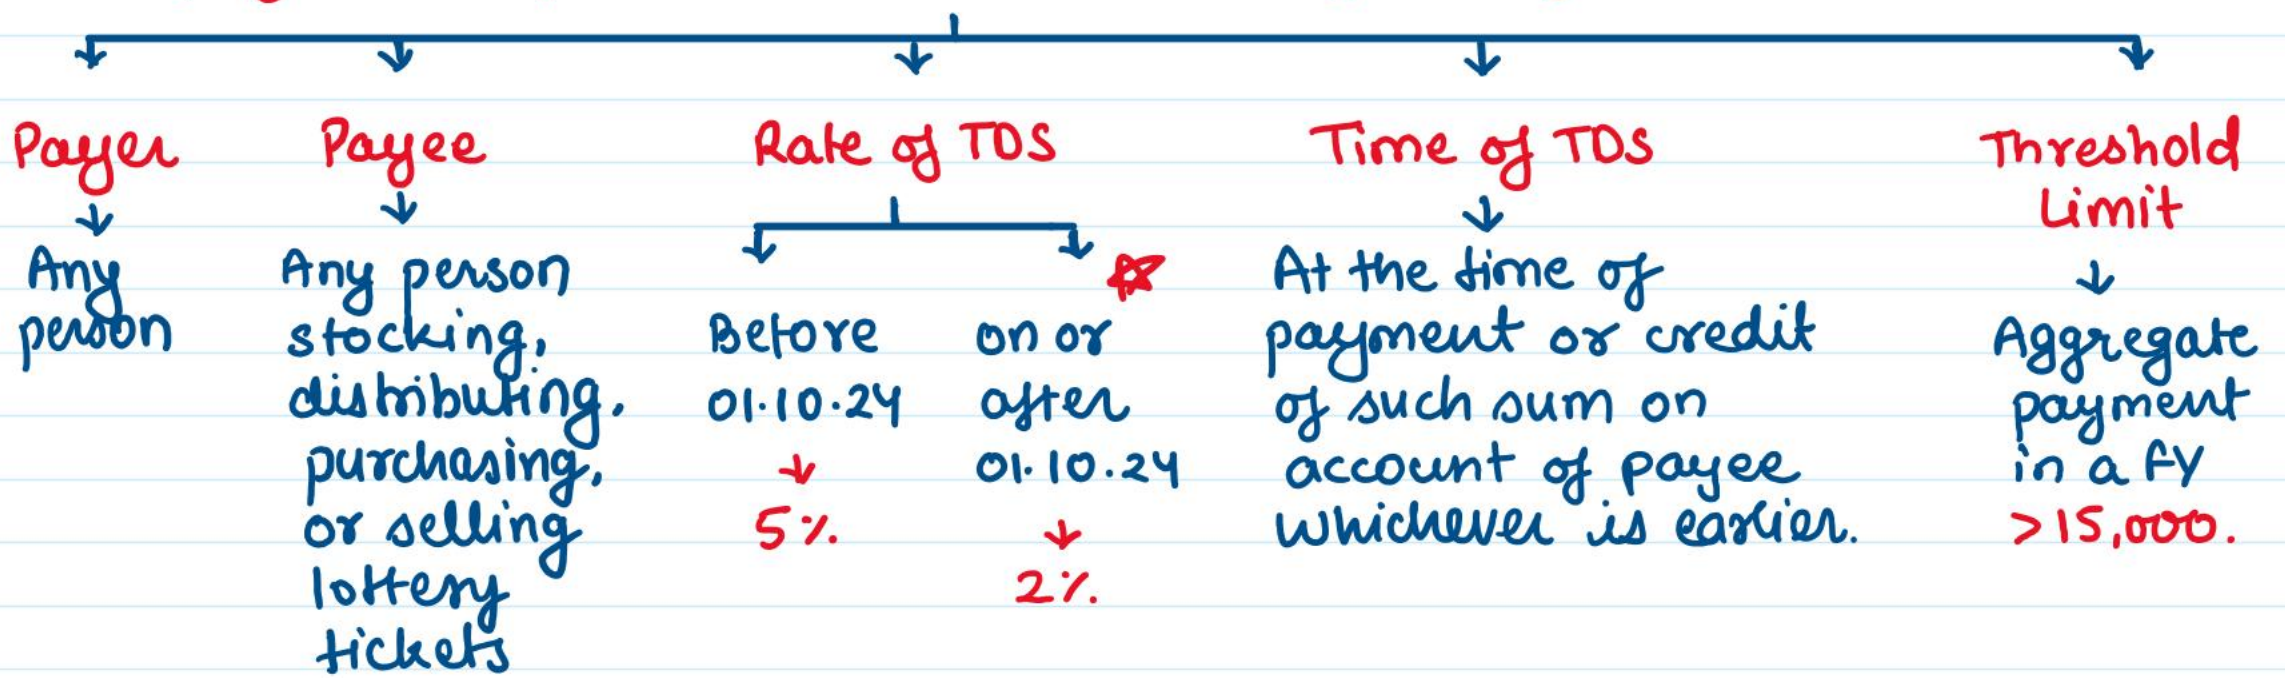 Payer
Payee
Rate of TDS
Time of TDS
Threshold
Limit
Any
person
Any person
stocking,
distributing,
purchasing,
or selling
lottery
tickets
Before
01.10.24
5%.
on or
after
01.10.24
2%.
At the time of
payment or credit
of such sum on
account of payee
whichever is earlier.
Aggregate
payment
in a FY
>15,000.